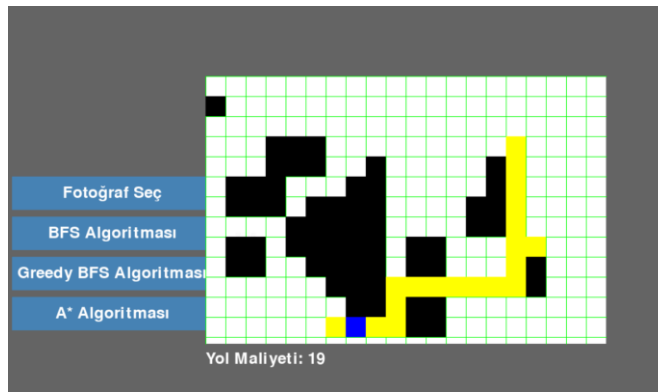 Fotoğraf Seç
BFS Algoritması
Greedy BFS Algoritması
A* Algoritması
Yol Maliyeti: 19